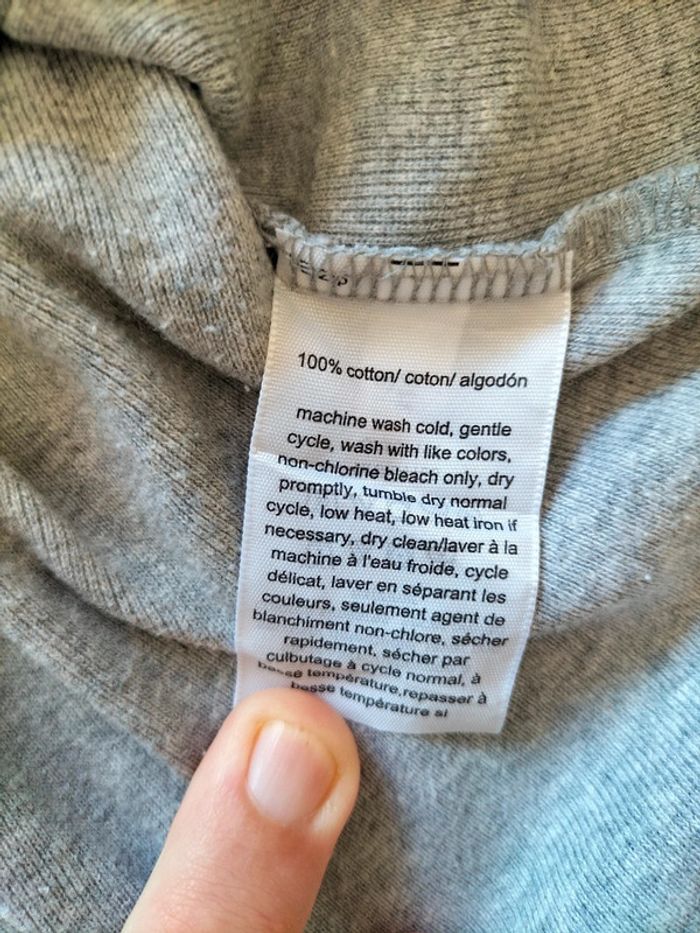 100% cotton/ coton/ algodón
machine wash cold, gentle
cycle, wash with like colors,
non-chlorine bleach only, dry
promptly, tumble dry normal
cycle, low heat, low heat iron if
necessary, dry clean/laver à la
machine à l'eau froide, cycle
délicat, laver en séparant les
couleurs, seulement agent de
blanchiment non-chlore, sécher
rapidement, sécher par
culbutage à cycle normal, à
basse température,repasser à
basse température si